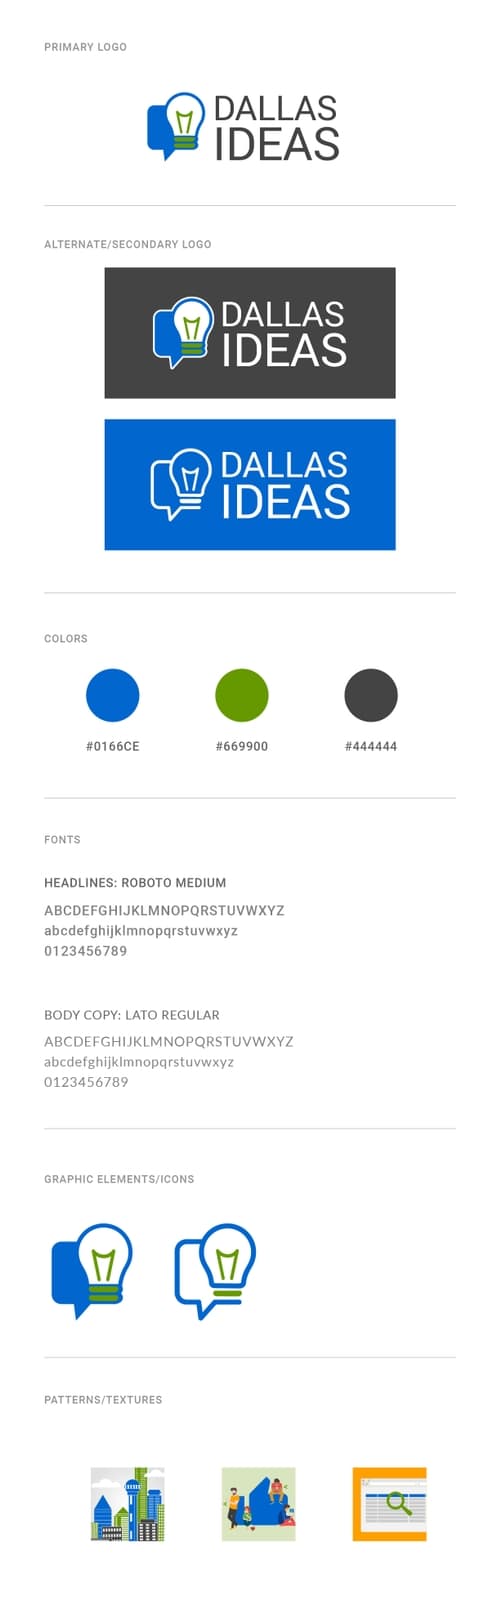 PRIMARY LOGO
DALLAS
IDEAS
ALTERNATE/SECONDARY LOGO
DALLAS
IDEAS
DALLAS
IDEAS
COLORS
#0166CE #669900 #444444
FONTS
HEADLINES: ROBOTO MEDIUM
ABCDEFGHIJKLMNOPQRSTUVWXYZ
abcdefghijklmnopqrstuvwxyz
0123456789
BODY COPY: LATO REGULAR
ABCDEFGHIJKLMNOPQRSTUVWXYZ
abcdefghijklmnopqrstuvwxyz
0123456789
GRAPHIC ELEMENTS/ICONS
PATTERNS/TEXTURES